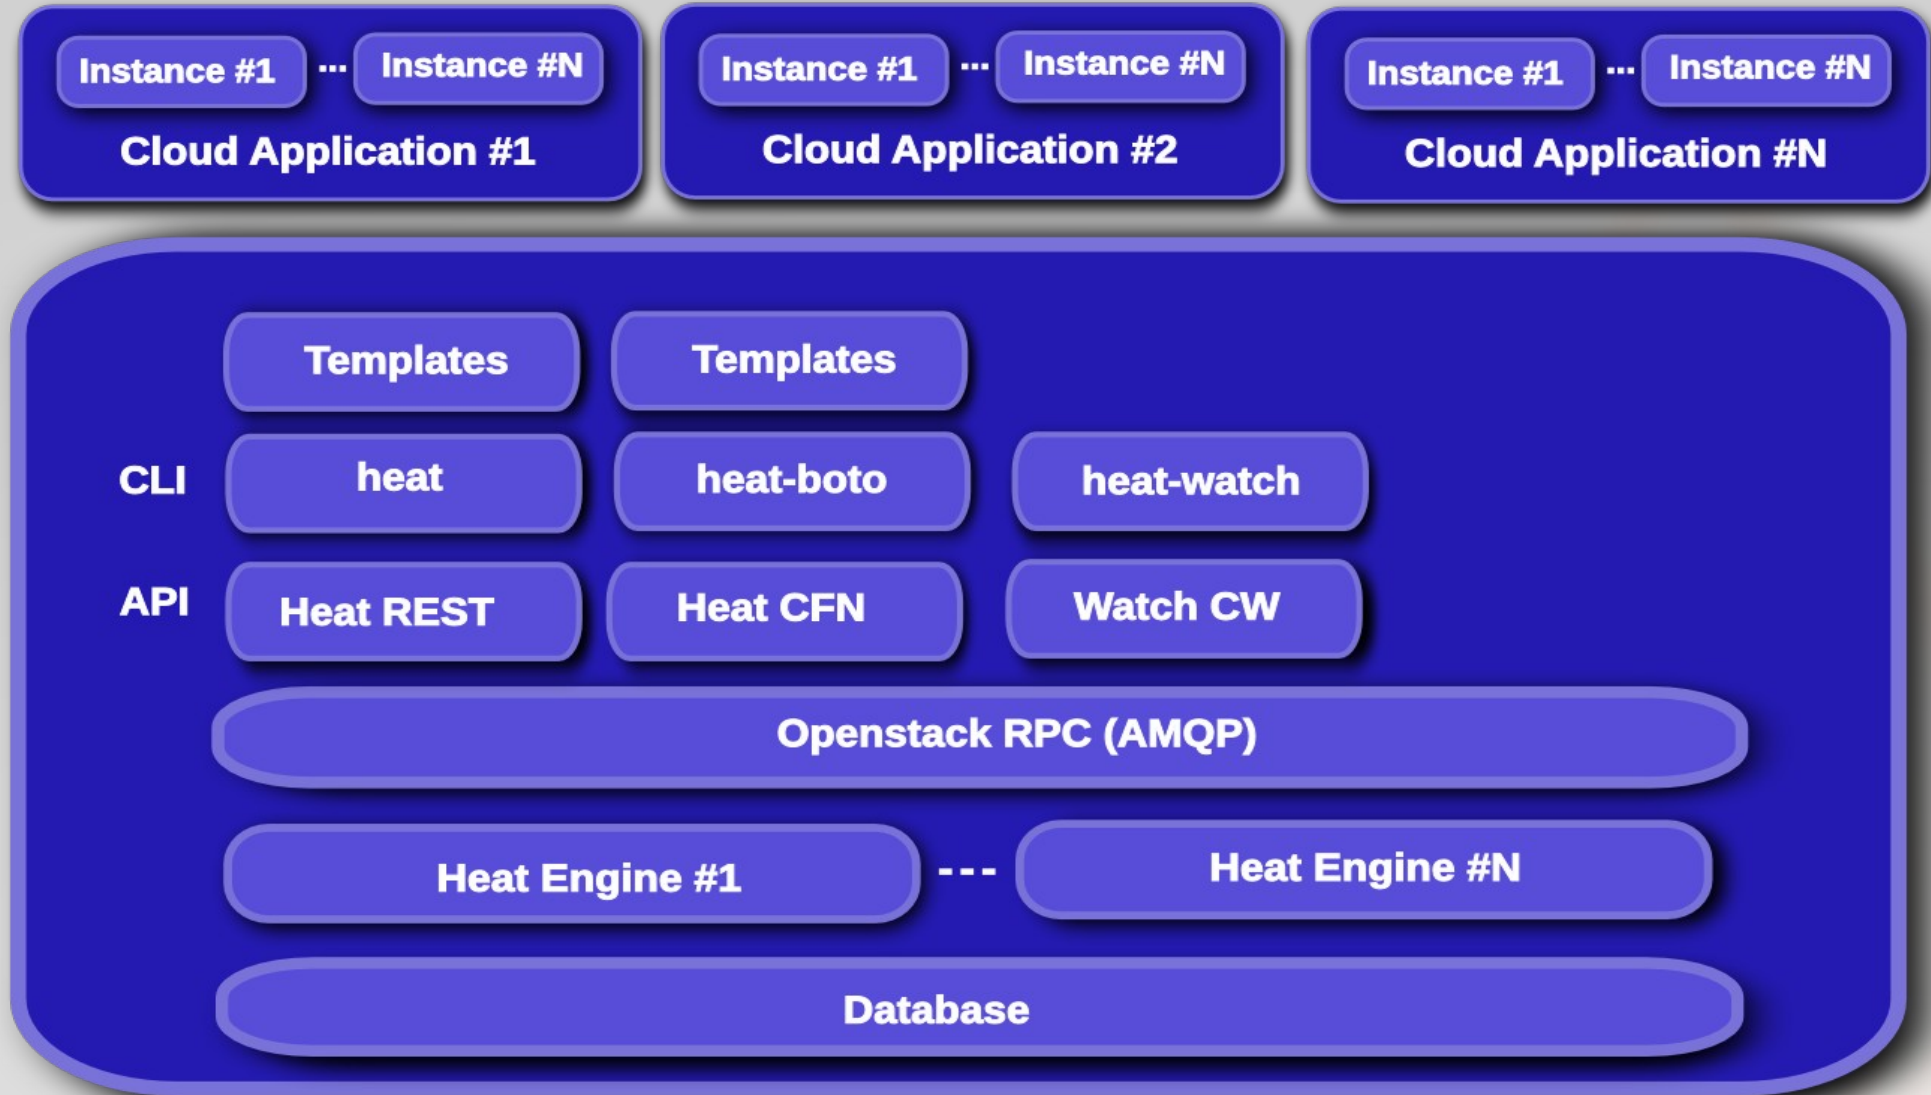 Instance #1 ... Instance #N
Cloud Application #1
Instance #1 ... Instance #N
Cloud Application #2
Instance #1 ... Instance #N
Cloud Application #N
Templates Templates
CLI heat heat-boto heat-watch
API Heat REST Heat CFN Watch CW
Openstack RPC (AMQP)
Heat Engine #1 --- Heat Engine #N
Database